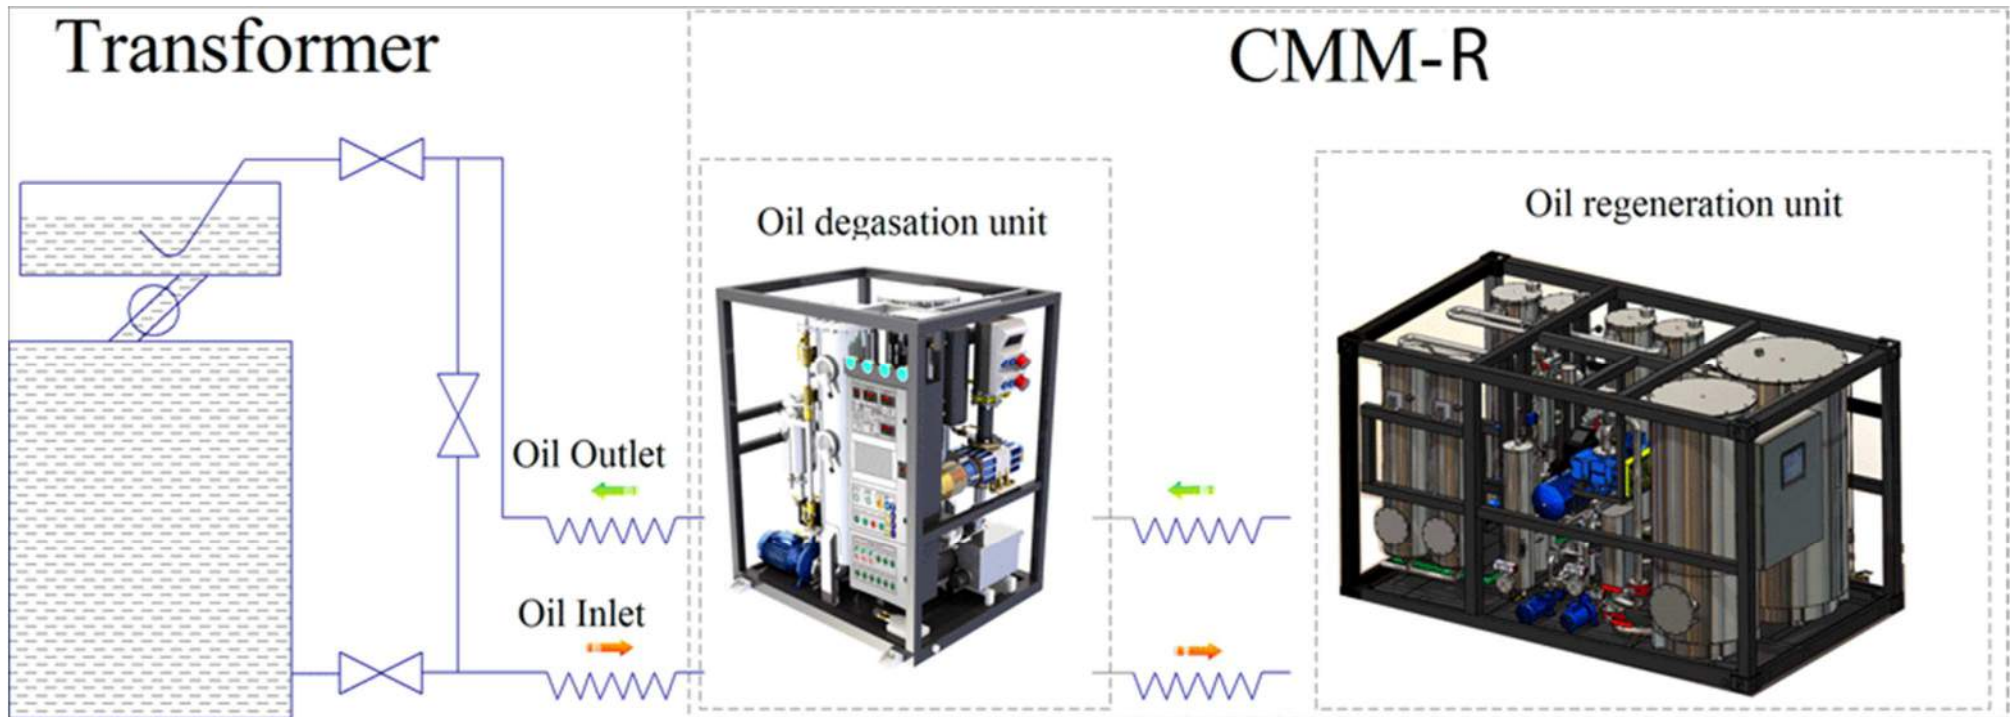 Transformer
CMM-R
Oil degasation unit
Oil regeneration unit
Oil Outlet
Oil Inlet